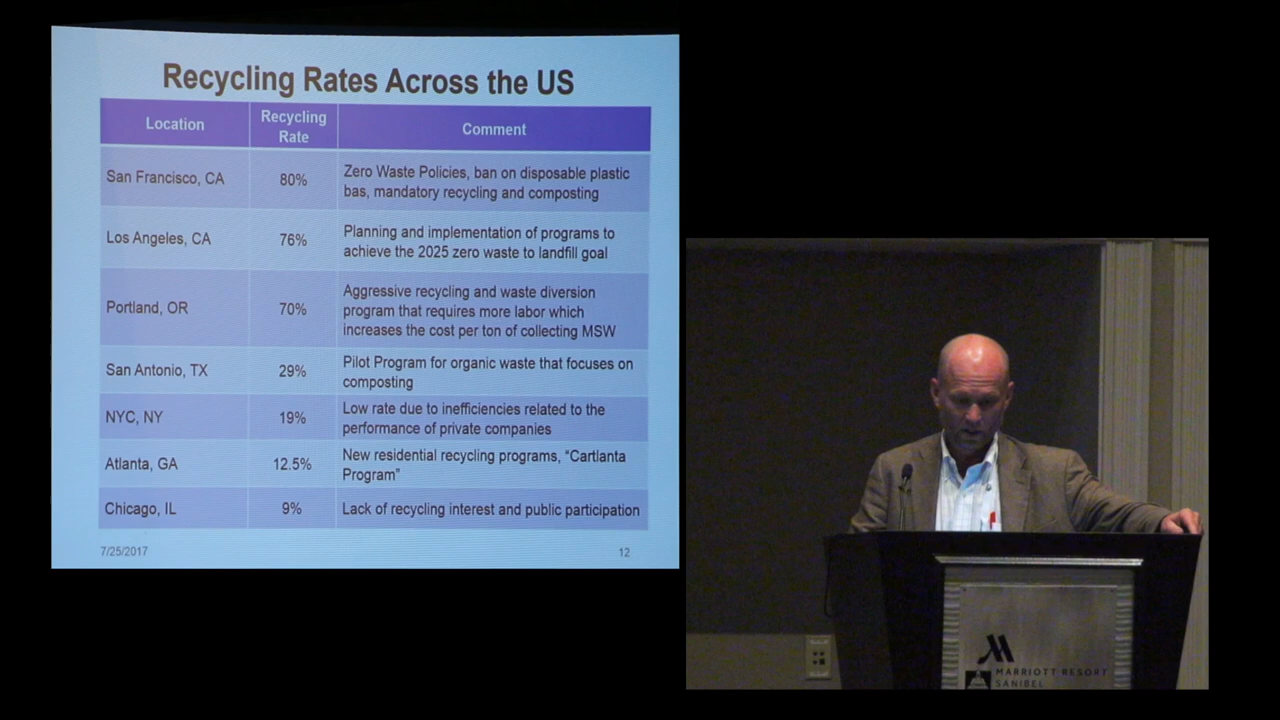 Recycling Rates Across the US
Location
Recycling
Rate
Comment
San Francisco, CA
80%
Zero Waste Policies, ban on disposable plastic
bas, mandatory recycling and composting
Los Angeles, CA
76%
Planning and implementation of programs to
achieve the 2025 zero waste to landfill goal
Portland, OR
70%
Aggressive recycling and waste diversion
program that requires more labor which
increases the cost per ton of collecting MSW
San Antonio, TX
29%
Pilot Program for organic waste that focuses on
composting
NYC, NY
19%
Low rate due to inefficiencies related to the
performance of private companies
Atlanta, GA
12.5%
New residential recycling programs, “Cartlanta
Program”
Chicago, IL
9%
Lack of recycling interest and public participation
7/25/2017
12
MARRIOTT RESORT
SANIBEL